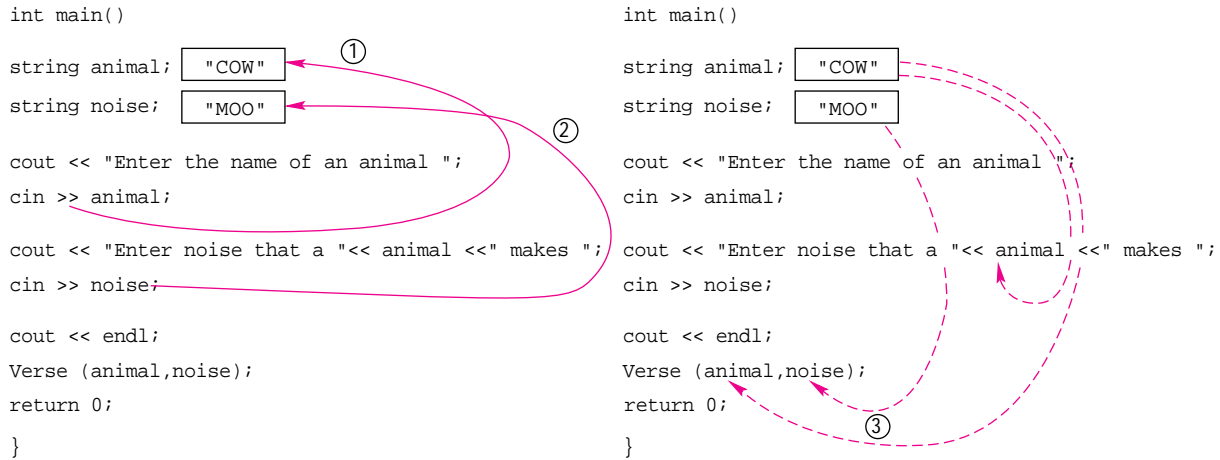 int main()
string animal; "COW"
①
string noise; "MOO"
②
cout << "Enter the name of an animal ";
cin >> animal;
cout << "Enter noise that a "<< animal <<" makes ";
cin >> noise;
cout << endl;
Verse (animal,noise);
return 0;
}
int main()
string animal; "COW"
string noise; "MOO"
cout << "Enter the name of an animal ";
cin >> animal;
cout << "Enter noise that a "<< animal <<" makes ";
cin >> noise;
cout << endl;
Verse (animal,noise);
return 0;
③
}